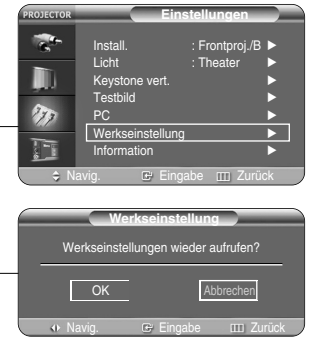 PROJECTOR
Einstellungen
Install. : Frontproj./B ►
Licht : Theater ►
Keystone vert. ►
Testbild ►
PC ►
Werkseinstellung ►
Information ►
Navig. Eingabe Zurück
Werkseinstellung
Werkseinstellungen wieder aufrufen?
OK Abbrechen
Navig. Eingabe Zurück